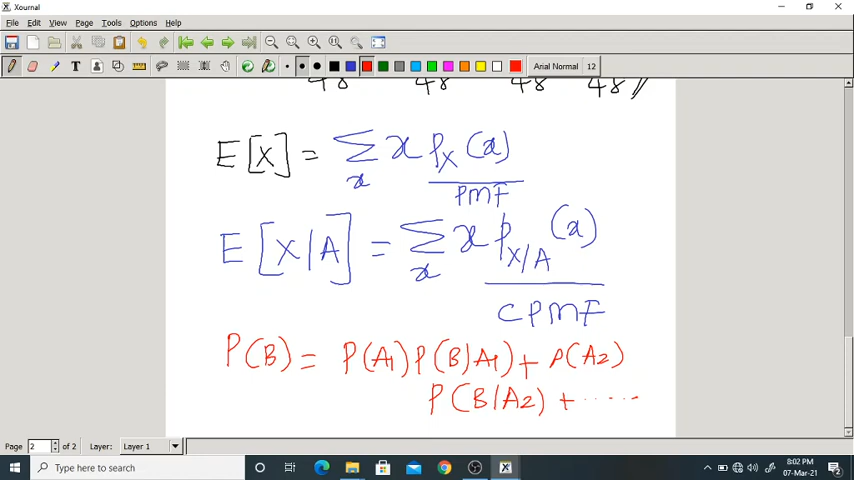 Xournal
File Edit View Page Tools Options Help
Arial Normal 12
48 48 48 48
E[X] = ∑x x pX(x)
PMF
E[X|A] = ∑x x pX/A(x)
CPMF
P(B) = P(A1)P(B|A1) + P(A2)
P(B|A2) + ......
Page 2 of 2 Layer: Layer 1
Type here to search
8:02 PM
07-Mar-21
2